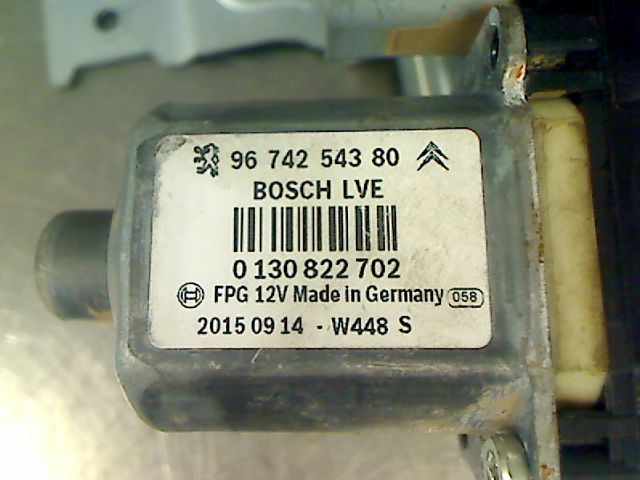 96 742 543 80
BOSCH LVE
0 130 822 702
FPG 12V Made in Germany 058
2015 09 14 - W448 S